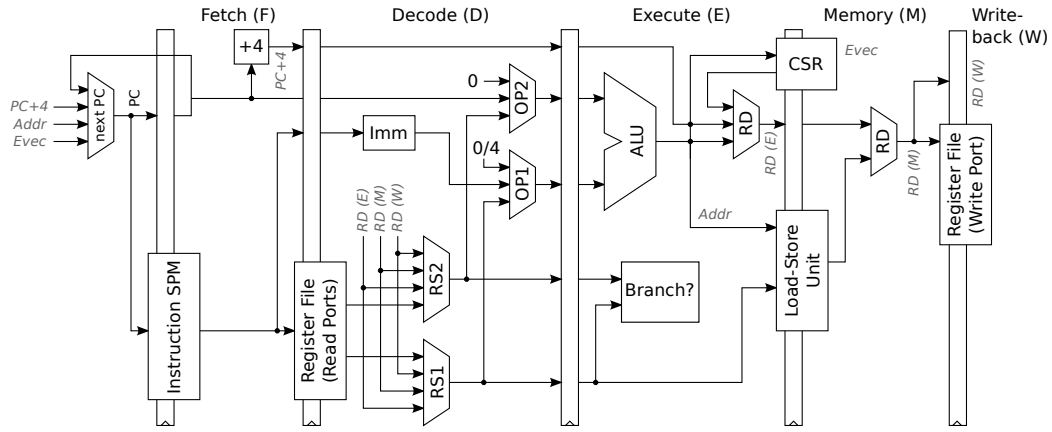 Fetch (F)
Decode (D)
Execute (E)
Memory (M)
Write-
back (W)
+4
PC+4
next PC
PC
PC+4
Addr
Evec
0
OP2
Imm
0/4
OP1
ALU
CSR
Evec
RD
RD (E)
RD
RD (M)
RD (W)
Register File
(Write Port)
RD (E)
RD (M)
RD (W)
Addr
Instruction SPM
Register File
(Read Ports)
RS2
RS1
Branch?
Load-Store
Unit